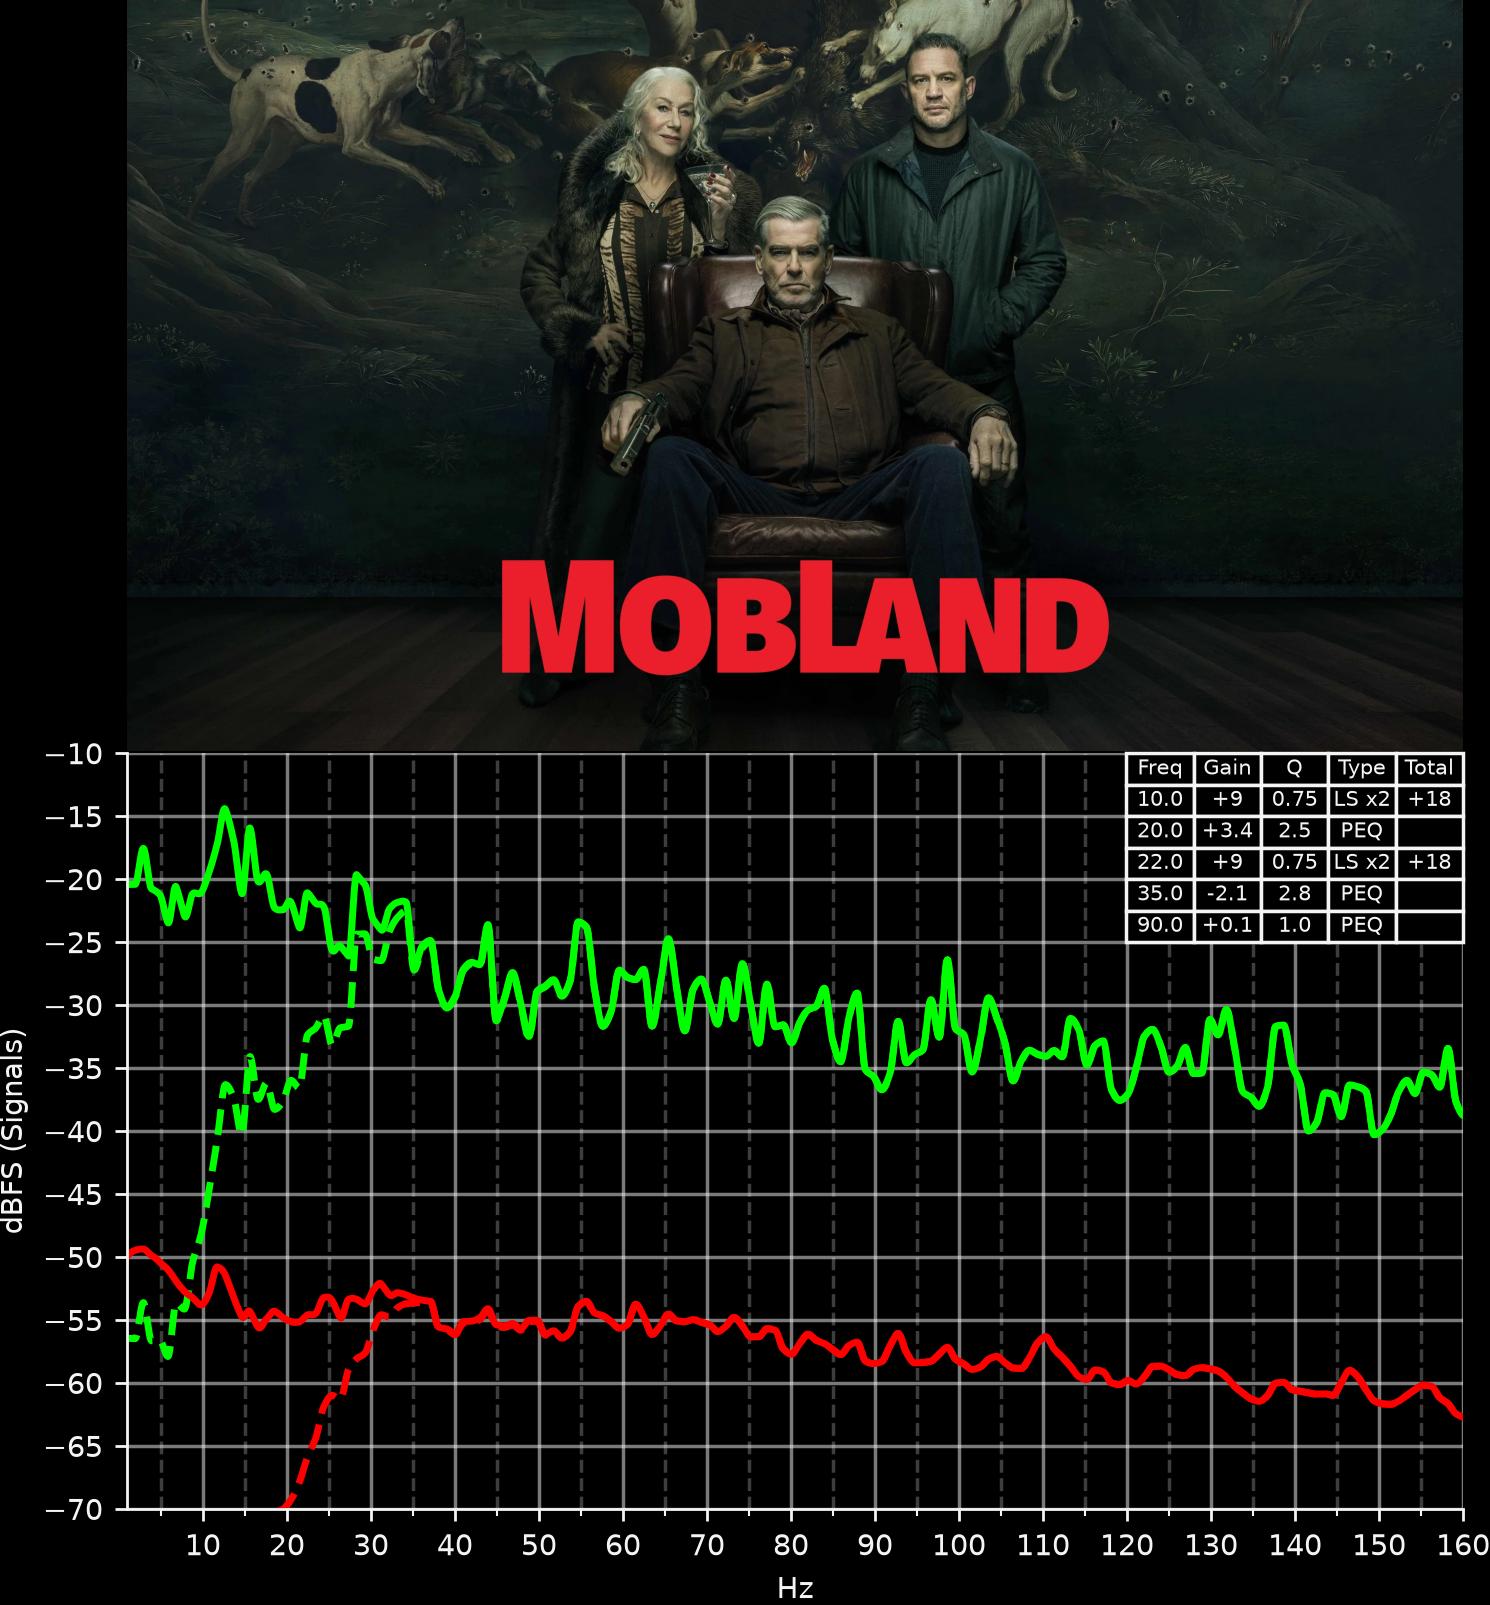 MOBLAND
Freq Gain Q Type Total
10.0 +9 0.75 LS x2 +18
20.0 +3.4 2.5 PEQ
22.0 +9 0.75 LS x2 +18
35.0 -2.1 2.8 PEQ
90.0 +0.1 1.0 PEQ
−10
−15
−20
−25
−30
−35
−40
−45
−50
−55
−60
−65
−70
dBFS (Signals)
10 20 30 40 50 60 70 80 90 100 110 120 130 140 150 160
Hz